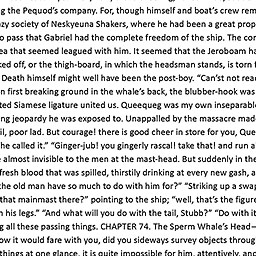 ng the Pequod's company. For, though himself and boat's crew rem
zy society of Neskyeuna Shakers, where he had been a great prop
o pass that Gabriel had the complete freedom of the ship. The cor
ea that seemed leagued with him. It seemed that the Jeroboam ha
ked off, or the thigh-board, in which the headsman stands, is torn f
Death himself might well have been the post-boy. "Can'st not rea
n first breaking ground in the whale's back, the blubber-hook was
ted Siamese ligature united us. Queequeg was my own inseparable
ng jeopardy he was exposed to. Unappalled by the massacre made
il, poor lad. But courage! there is good cheer in store for you, Que
he called it." "Ginger-jub! you gingerly rascal! take that! and run al
e almost invisible to the men at the mast-head. But suddenly in the
fresh blood that was spilled, thirstily drinking at every new gash, a
the old man have so much to do with him for?" "Striking up a swap
that mainmast there?" pointing to the ship; "well, that's the figure
n his legs." "And what will you do with the tail, Stubb?" "Do with it
g all these passing things. CHAPTER 74. The Sperm Whale's Head—
ow it would fare with you, did you sideways survey objects throug
things at one glance, it is quite impossible for him, attentively, and